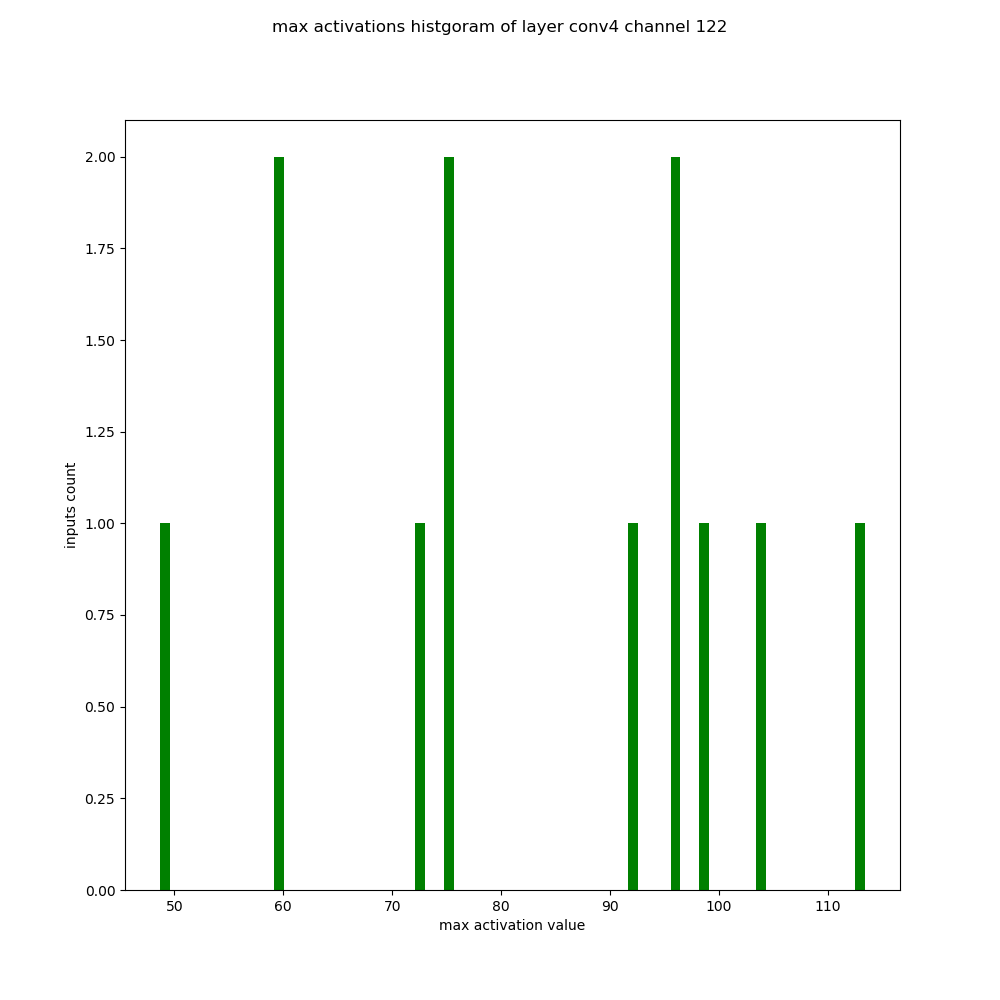 max activations histgoram of layer conv4 channel 122
2.00
1.75
1.50
1.25
1.00
0.75
0.50
0.25
0.00
inputs count
50 60 70 80 90 100 110
max activation value